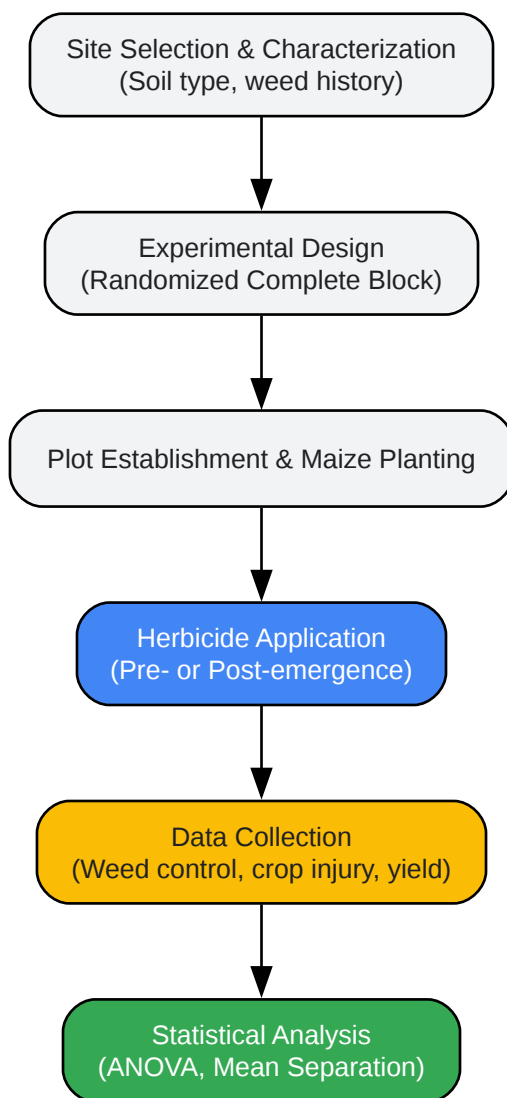 Site Selection & Characterization
(Soil type, weed history)
Experimental Design
(Randomized Complete Block)
Plot Establishment & Maize Planting
Herbicide Application
(Pre- or Post-emergence)
Data Collection
(Weed control, crop injury, yield)
Statistical Analysis
(ANOVA, Mean Separation)